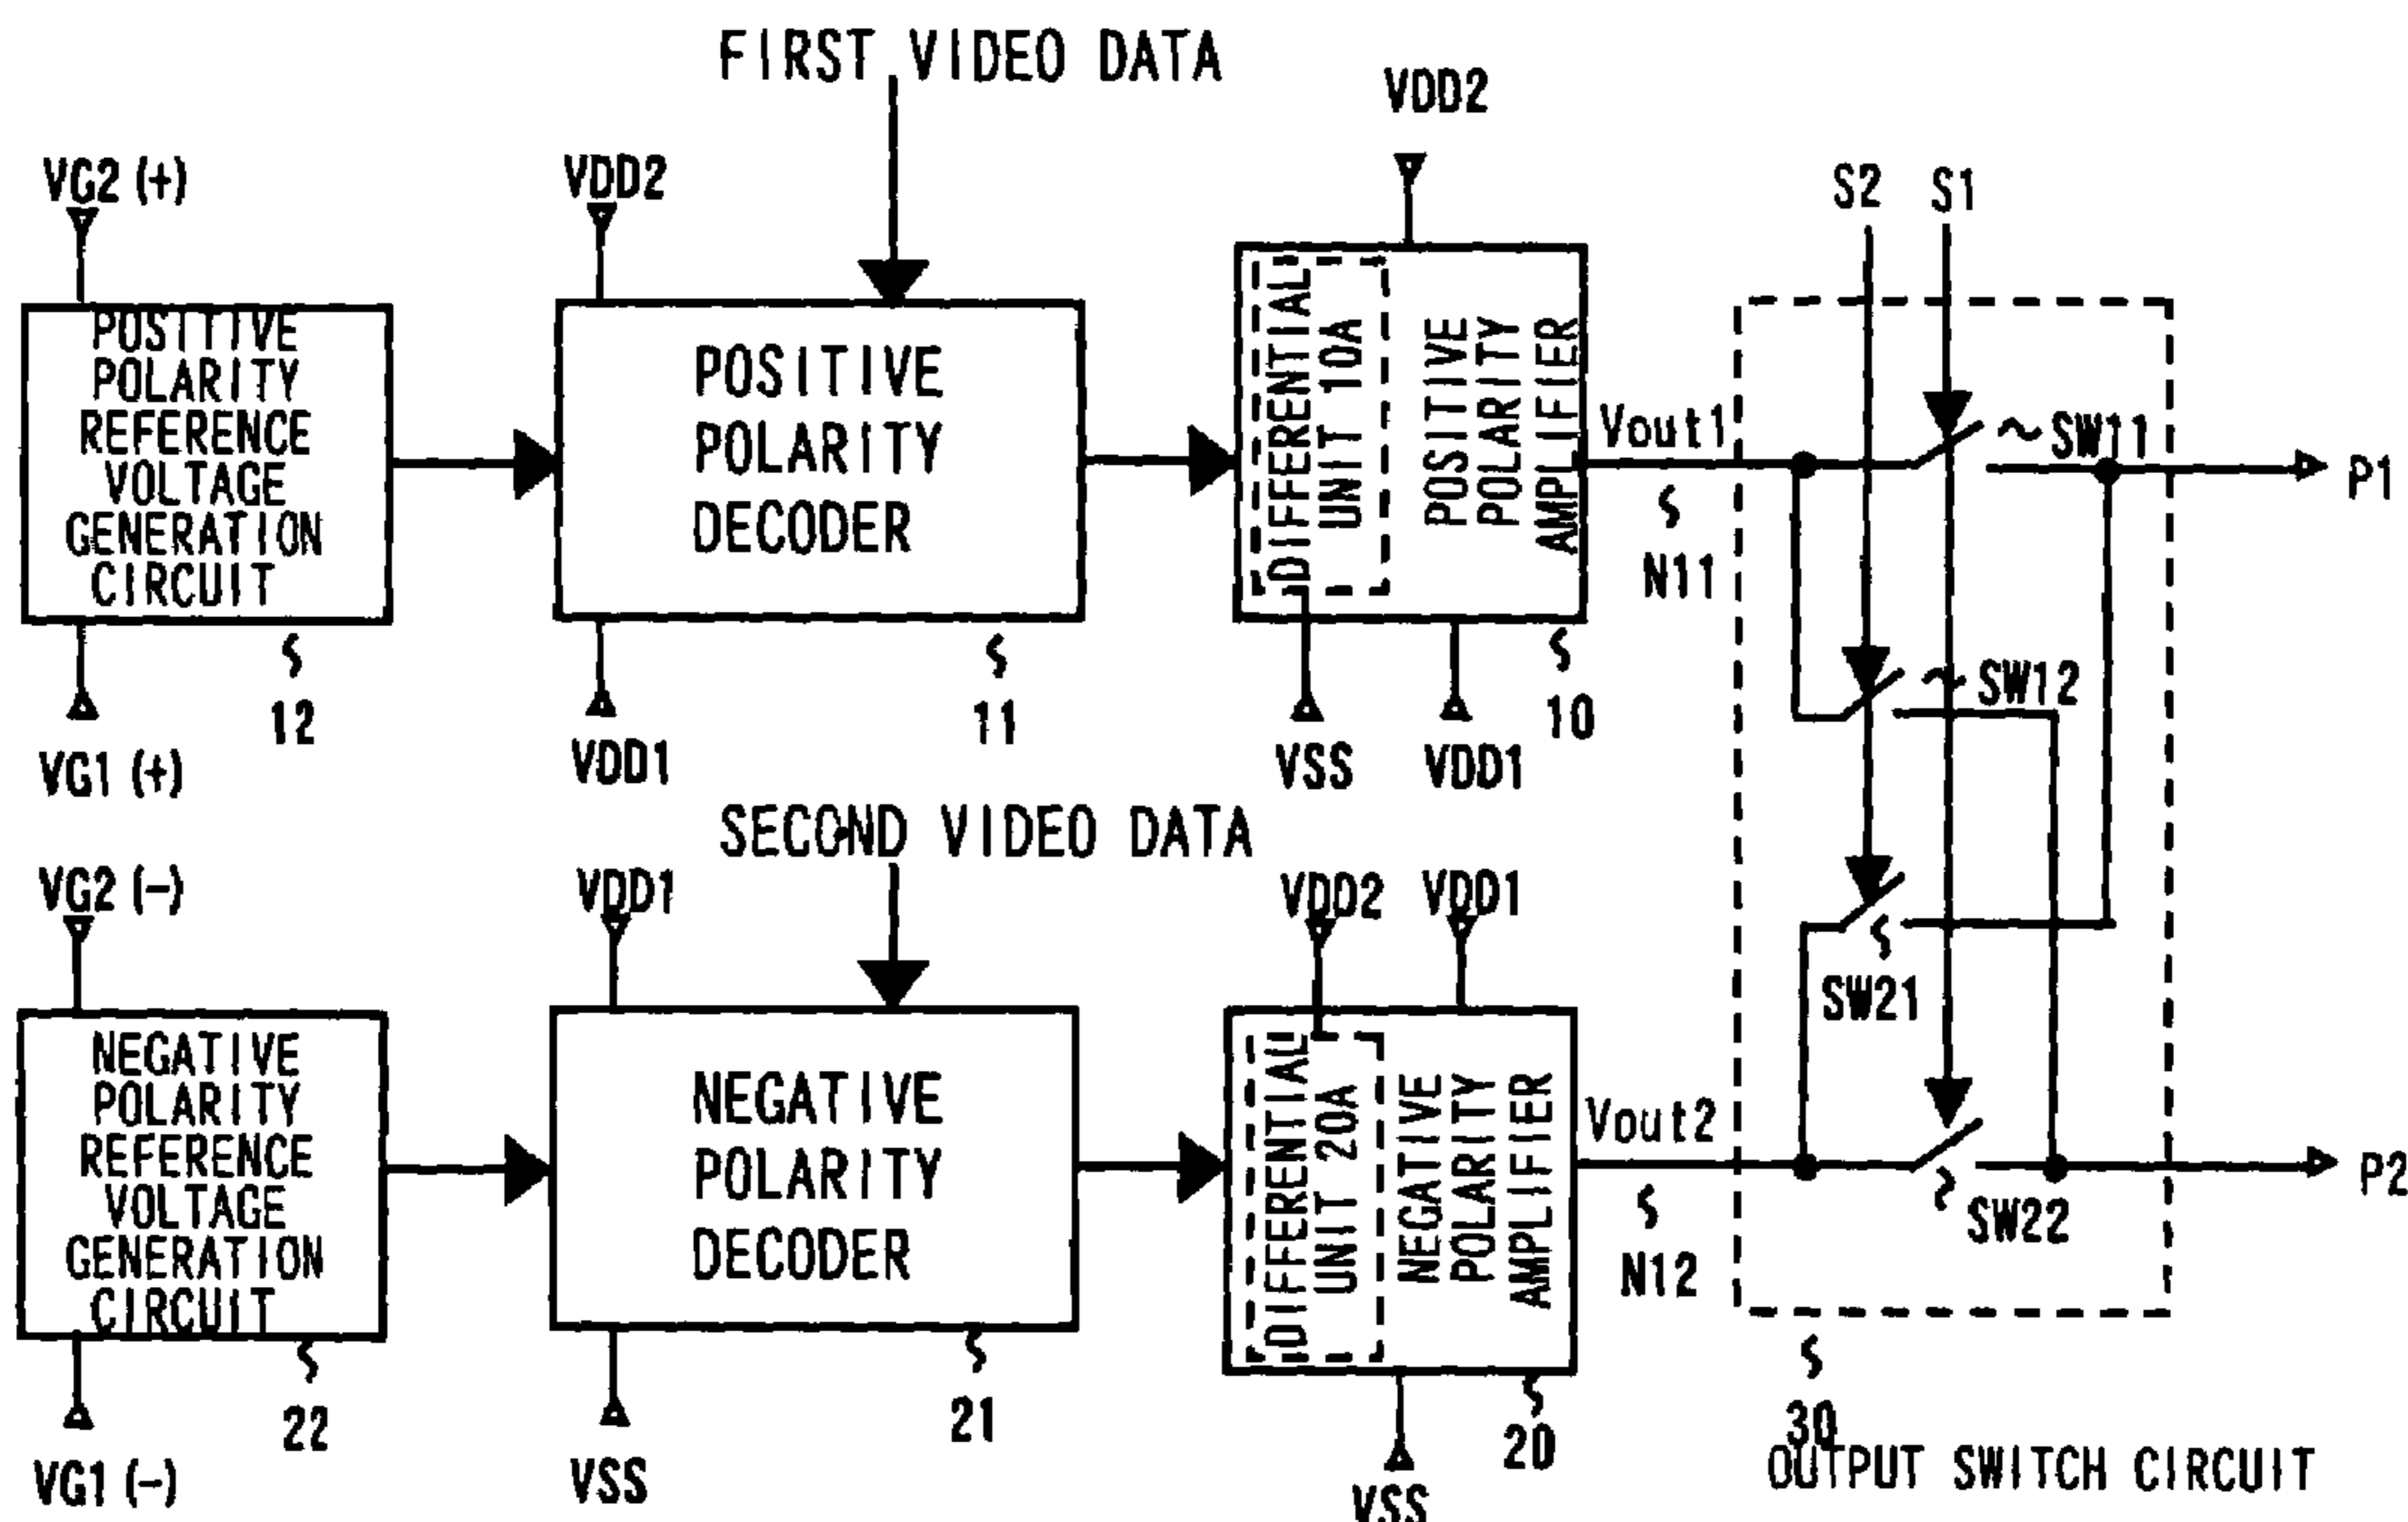 FIRST VIDEO DATA
VDD2
VG2 (+)
VDD2
S2
S1
POSITIVE
POLARITY
REFERENCE
VOLTAGE
GENERATION
CIRCUIT
POSITIVE
POLARITY
DECODER
DIFFERENTIAL
UNIT 10A
POSITIVE
POLARITY
AMPLIFIER
Vout1
SW11
P1
N11
SW12
12
11
10
VG1 (+)
VDD1
VSS
VDD1
SECOND VIDEO DATA
VG2 (-)
VDD1
VDD2
VDD1
SW21
NEGATIVE
POLARITY
REFERENCE
VOLTAGE
GENERATION
CIRCUIT
NEGATIVE
POLARITY
DECODER
DIFFERENTIAL
UNIT 20A
NEGATIVE
POLARITY
AMPLIFIER
Vout2
P2
SW22
N12
22
21
20
30
VG1 (-)
VSS
VSS
OUTPUT SWITCH CIRCUIT